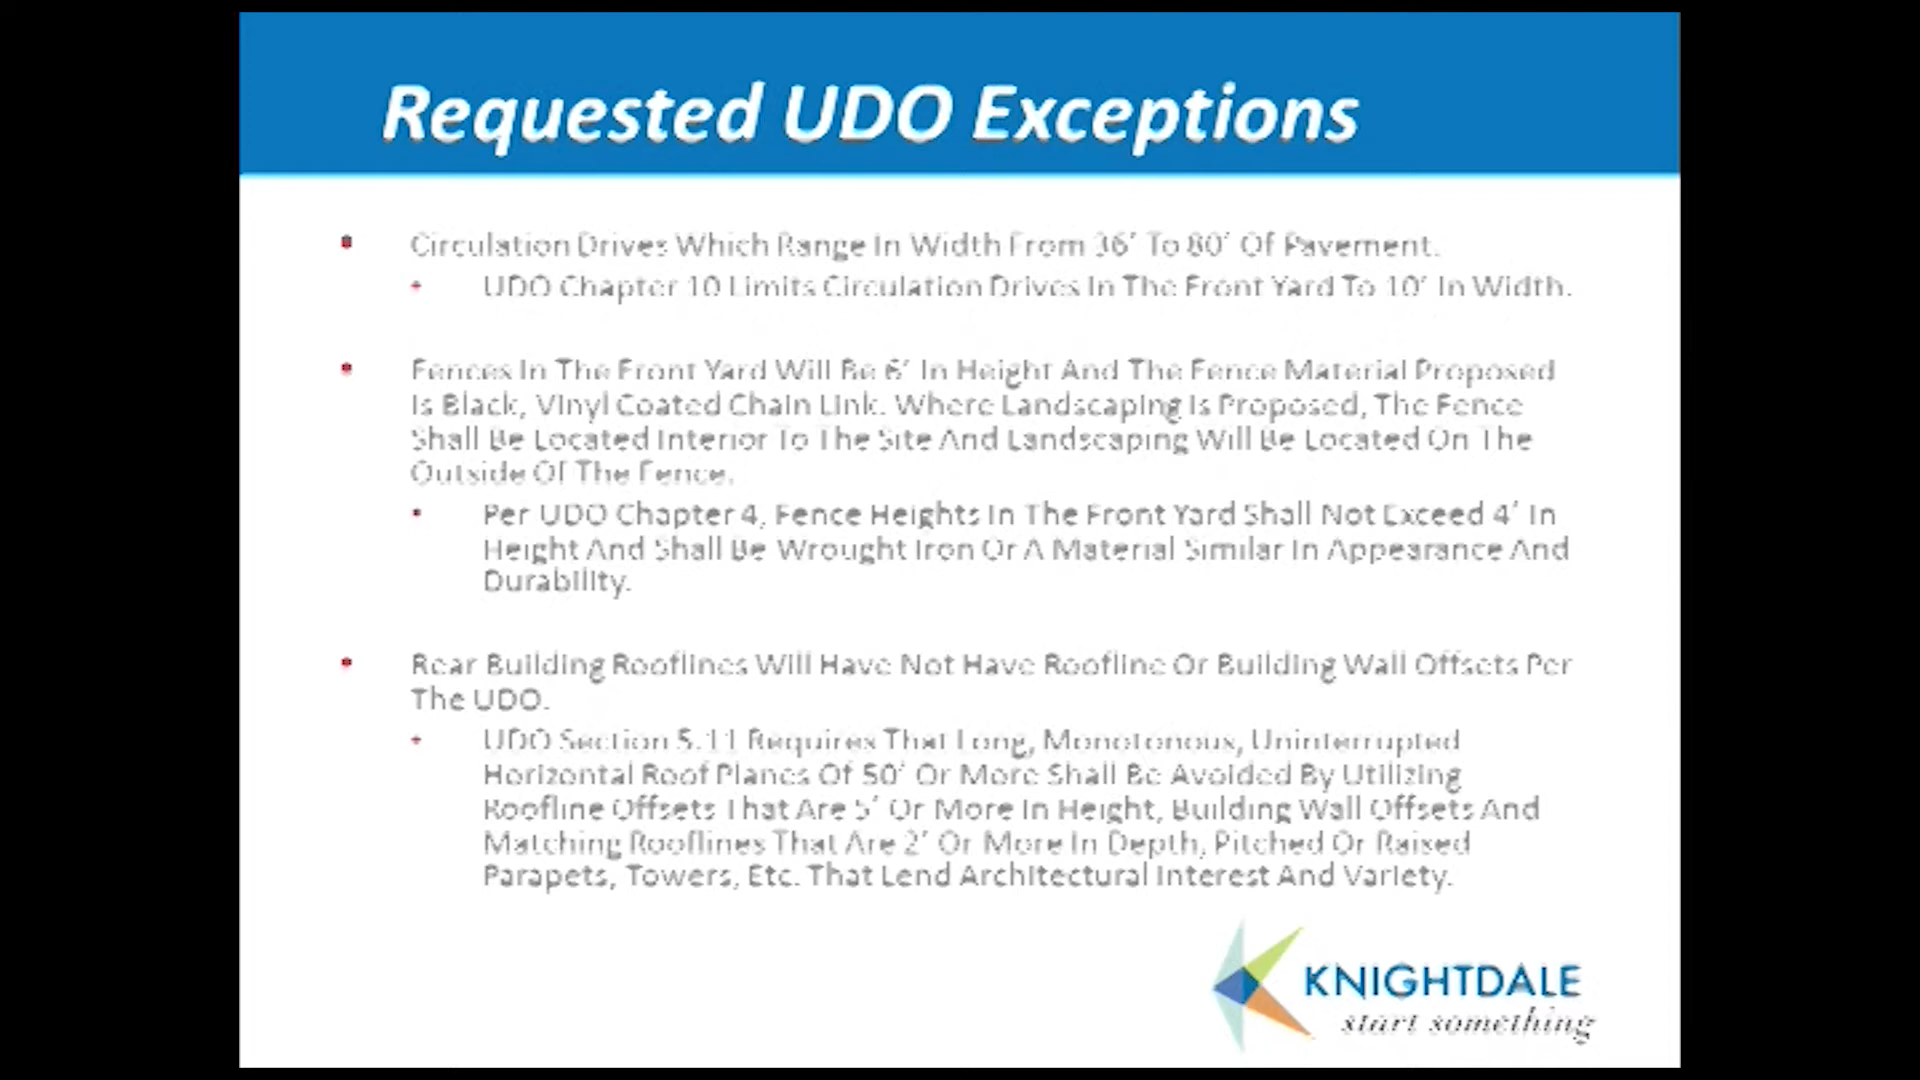 Requested UDO Exceptions
Circulation Drives Which Range In Width From 36' To 80' Of Pavement.
UDO Chapter 10 Limits Circulation Drives In The Front Yard To 10' In Width.
Fences In The Front Yard Will Be 6' In Height And The Fence Material Proposed
Is Black, Vinyl Coated Chain Link. Where Landscaping Is Proposed, The Fence
Shall Be Located Interior To The Site And Landscaping Will Be Located On The
Outside Of The Fence.
Per UDO Chapter 4, Fence Heights In The Front Yard Shall Not Exceed 4' In
Height And Shall Be Wrought Iron Or A Material Similar In Appearance And
Durability.
Rear Building Rooflines Will Have Not Have Roofline Or Building Wall Offsets Per
The UDO.
UDO Section 5.11 Requires That Long, Monotonous, Uninterrupted
Horizontal Roof Planes Of 50' Or More Shall Be Avoided By Utilizing
Roofline Offsets That Are 5' Or More In Height, Building Wall Offsets And
Matching Rooflines That Are 2' Or More In Depth, Pitched Or Raised
Parapets, Towers, Etc. That Lend Architectural Interest And Variety.
KNIGHTDALE
start something